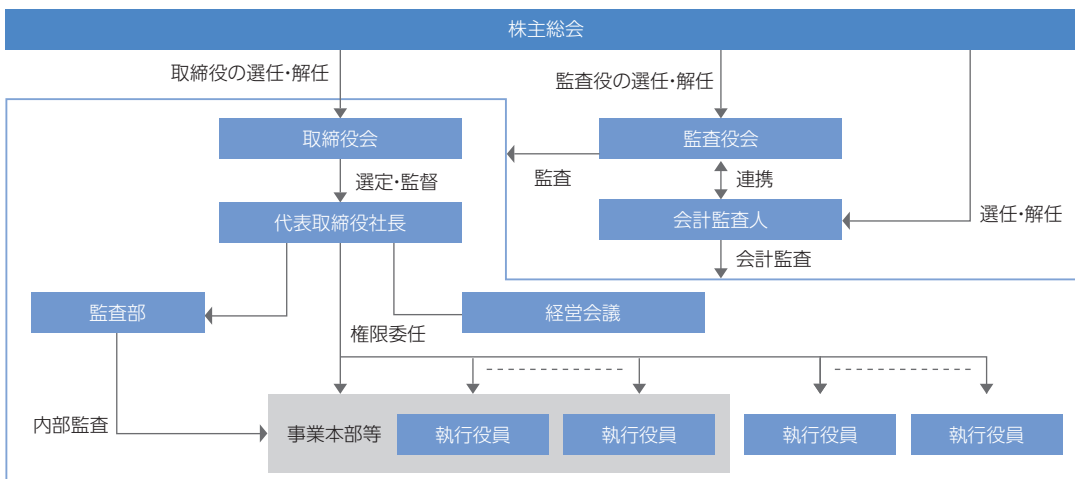 株主総会
取締役の選任・解任
監査役の選任・解任
取締役会
監査役会
監査
選定・監督
連携
代表取締役社長
会計監査人
選任・解任
会計監査
監査部
経営会議
権限委任
内部監査
事業本部等
執行役員
執行役員
執行役員
執行役員